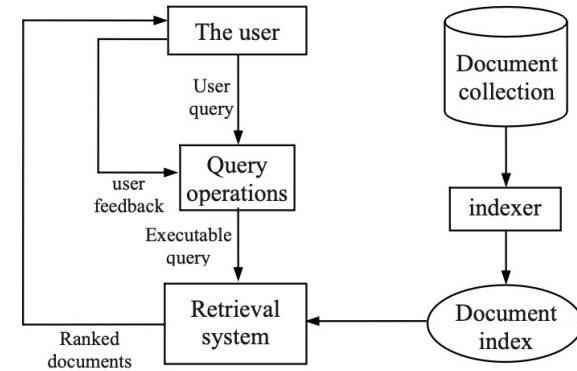 The user
User
query
Query
operations
user
feedback
Executable
query
Retrieval
system
Ranked
documents
Document
collection
indexer
Document
index